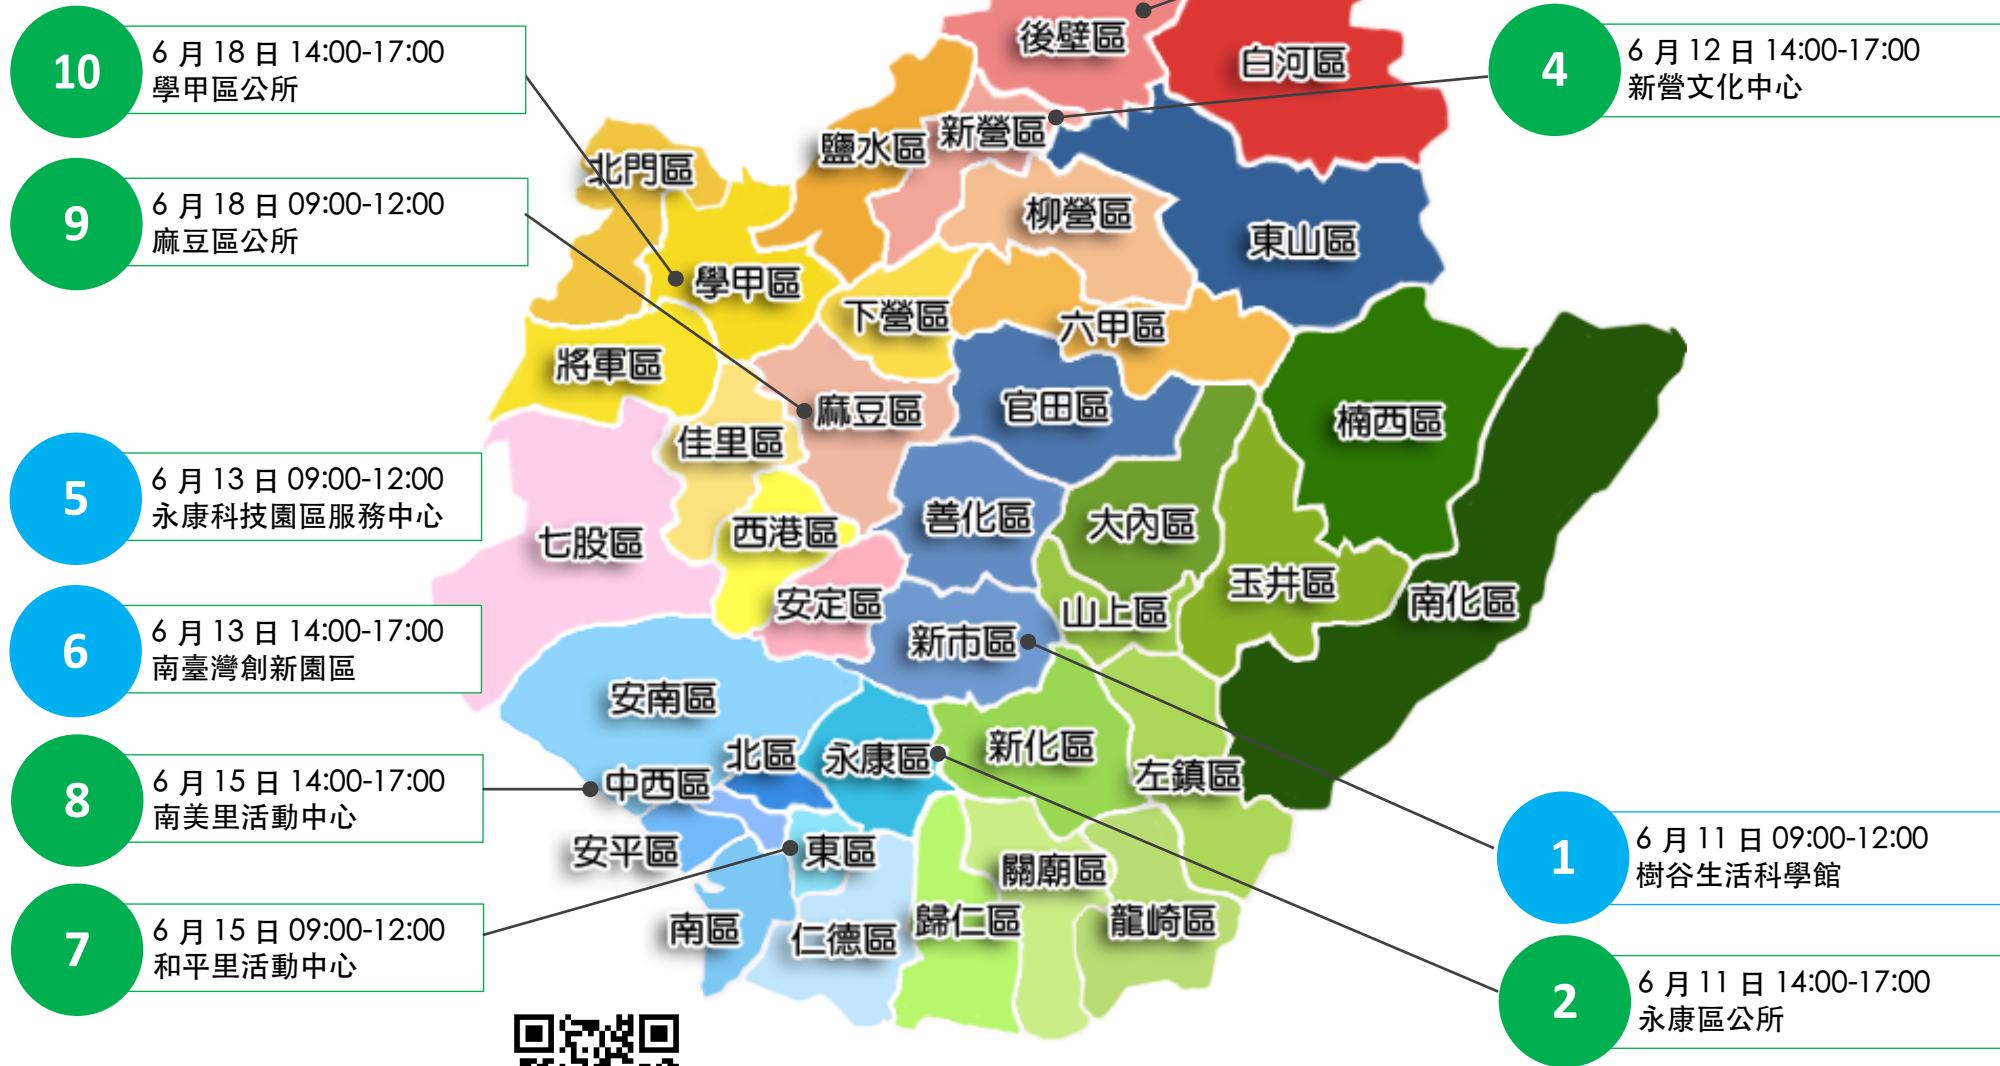 10
6 月 18 日 14:00-17:00
學甲區公所
9
6 月 18 日 09:00-12:00
麻豆區公所
5
6 月 13 日 09:00-12:00
永康科技園區服務中心
6
6 月 13 日 14:00-17:00
南臺灣創新園區
8
6 月 15 日 14:00-17:00
南美里活動中心
7
6 月 15 日 09:00-12:00
和平里活動中心
後壁區
白河區
新營區
鹽水區
北門區
柳營區
東山區
學甲區
下營區
六甲區
將軍區
麻豆區
官田區
楠西區
佳里區
七股區
西港區
善化區
大內區
玉井區
南化區
安定區
山上區
新市區
安南區
北區
永康區
新化區
左鎮區
中西區
安平區
東區
關廟區
南區
仁德區
歸仁區
龍崎區
4
6 月 12 日 14:00-17:00
新營文化中心
1
6 月 11 日 09:00-12:00
樹谷生活科學館
2
6 月 11 日 14:00-17:00
永康區公所